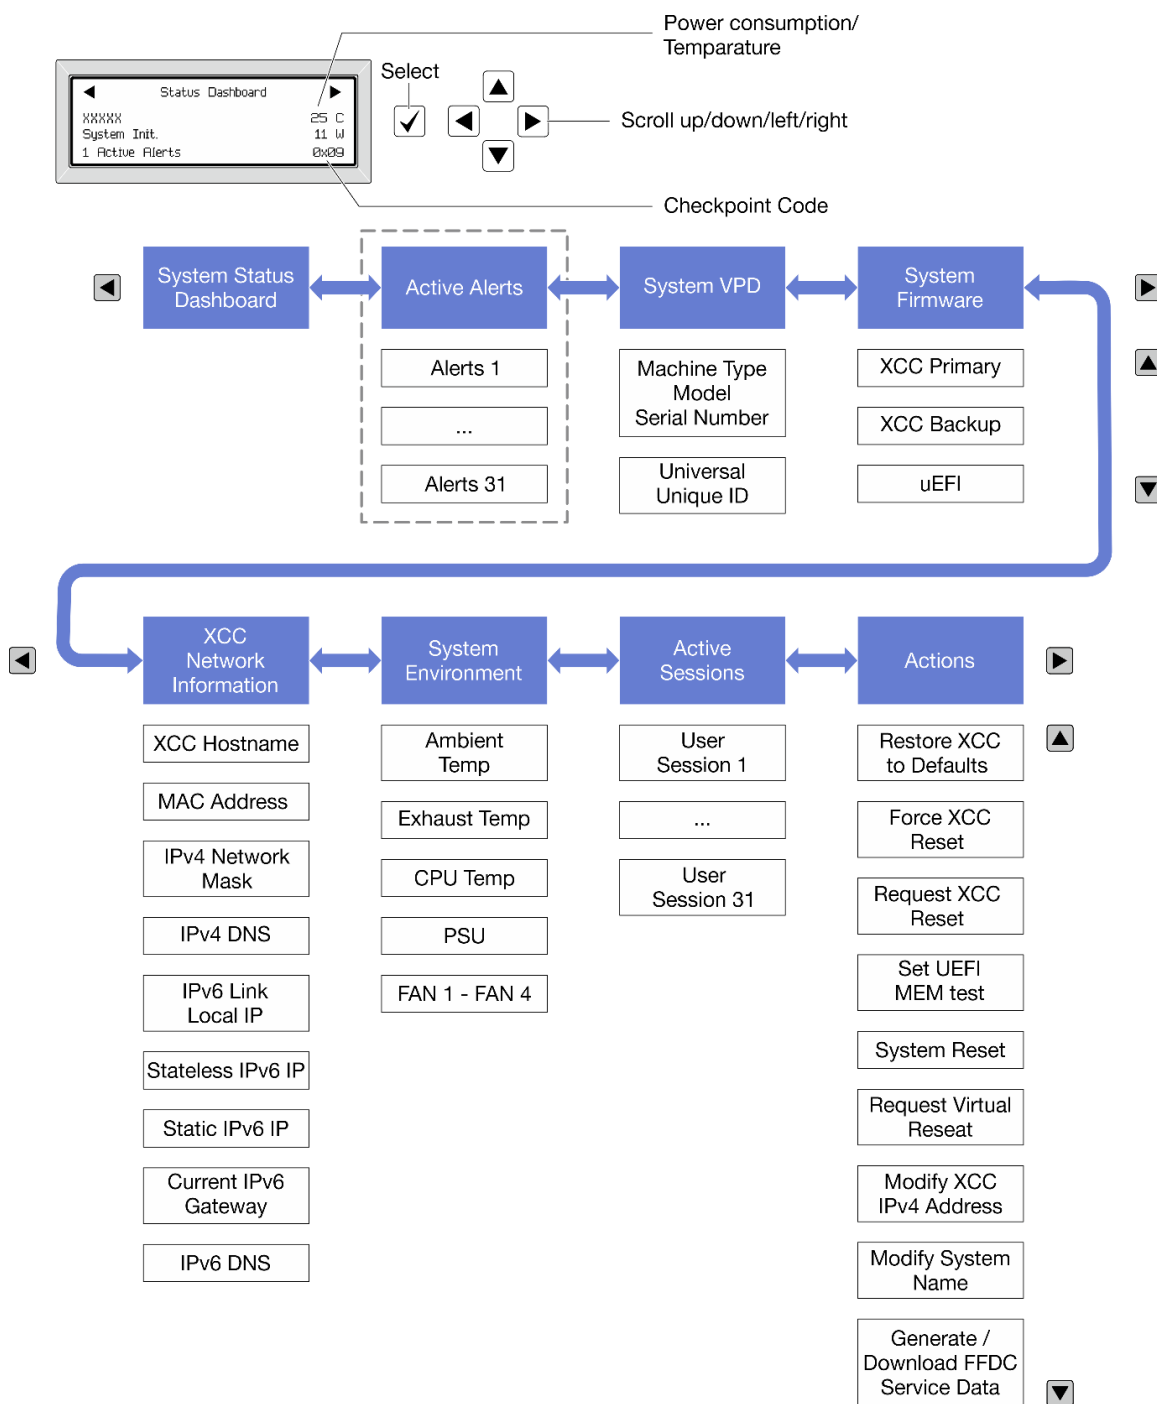 Power consumption/
Temparature
Select
Status Dashboard
XXXXX 25 C
System Init. 11 W
1 Active Alerts 0x09
Scroll up/down/left/right
Checkpoint Code
System Status
Dashboard
Active Alerts
System VPD
System
Firmware
Alerts 1
...
Alerts 31
Machine Type
Model
Serial Number
Universal
Unique ID
XCC Primary
XCC Backup
uEFI
XCC
Network
Information
System
Environment
Active
Sessions
Actions
XCC Hostname
MAC Address
IPv4 Network
Mask
IPv4 DNS
IPv6 Link
Local IP
Stateless IPv6 IP
Static IPv6 IP
Current IPv6
Gateway
IPv6 DNS
Ambient
Temp
Exhaust Temp
CPU Temp
PSU
FAN 1 - FAN 4
User
Session 1
...
User
Session 31
Restore XCC
to Defaults
Force XCC
Reset
Request XCC
Reset
Set UEFI
MEM test
System Reset
Request Virtual
Reseat
Modify XCC
IPv4 Address
Modify System
Name
Generate /
Download FFDC
Service Data